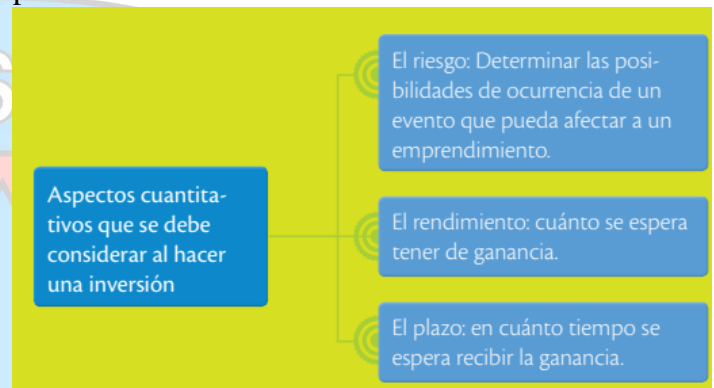 Aspectos cuantita-
tivos que se debe
considerar al hacer
una inversión
El riesgo: Determinar las posi-
bilidades de ocurrencia de un
evento que pueda afectar a un
emprendimiento.
El rendimiento: cuánto se espera
tener de ganancia.
El plazo: en cuánto tiempo se
espera recibir la ganancia.